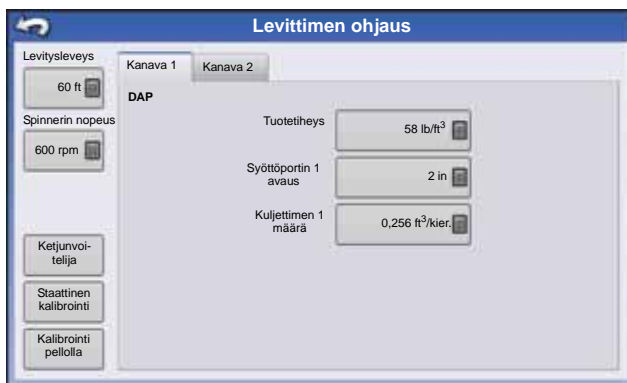 Levittimen ohjaus
Levitysleveys
60 ft
Spinnerin nopeus
600 rpm
Ketjunvoi-
telija
Staattinen
kalibrointi
Kalibrointi
pellolla
Kanava 1
Kanava 2
DAP
Tuotetiheys
58 lb/ft³
Syöttöportin 1
avaus
2 in
Kuljettimen 1
määrä
0,256 ft³/kier.